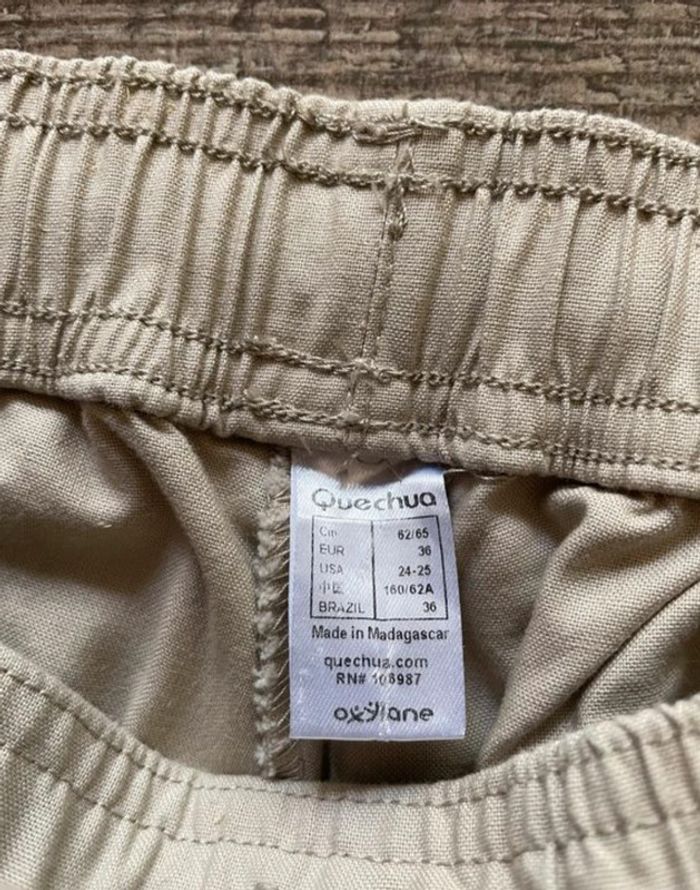 Quechua
Cm 62/65
EUR 36
USA 24-25
中国 160/62A
BRAZIL 36
Made in Madagascar
quechua.com
RN# 108987
oxylane